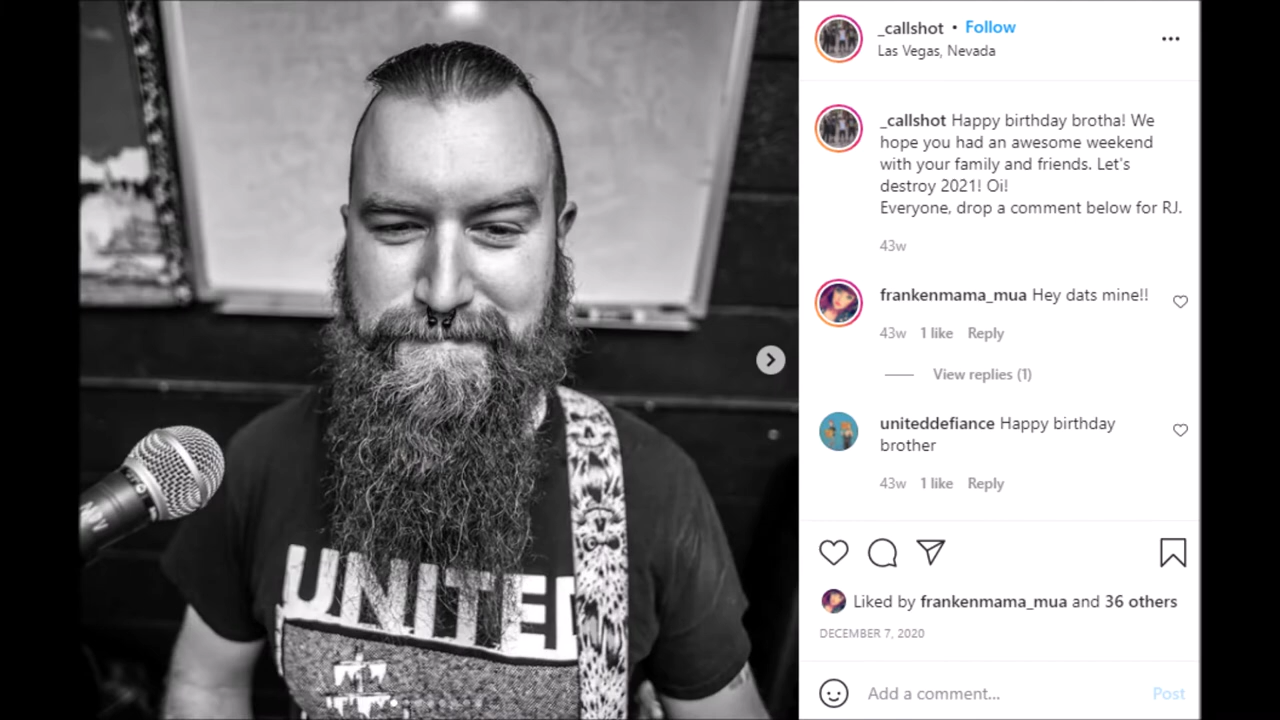 _callshot • Follow
Las Vegas, Nevada
_callshot Happy birthday brotha! We
hope you had an awesome weekend
with your family and friends. Let's
destroy 2021! Oi!
Everyone, drop a comment below for RJ.
43w
frankenmama_mua Hey dats mine!!
43w 1 like Reply
View replies (1)
uniteddefiance Happy birthday
brother
43w 1 like Reply
UNITED
Liked by frankenmama_mua and 36 others
DECEMBER 7, 2020
Add a comment... Post